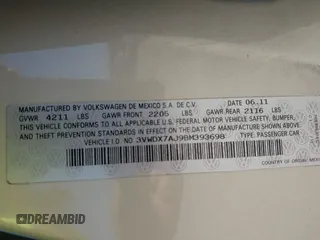 MANUFACTURED BY VOLKSWAGEN DE MEXICO S.A. DE C.V. DATE 06.11
GVWR 4211 LBS GAWR FRONT 2205 LBS GAWR REAR 2116 LBS
THIS VEHICLE CONFORMS TO ALL APPLICABLE FEDERAL MOTOR VEHICLE SAFETY, BUMPER,
AND THEFT PREVENTION STANDARDS IN EFFECT ON THE DATE OF MANUFACTURE SHOWN ABOVE.
VEHICLE I.D. NO.: 3VWDX7AJ9BM393698 TYPE: PASSENGER CAR
DREAMBID